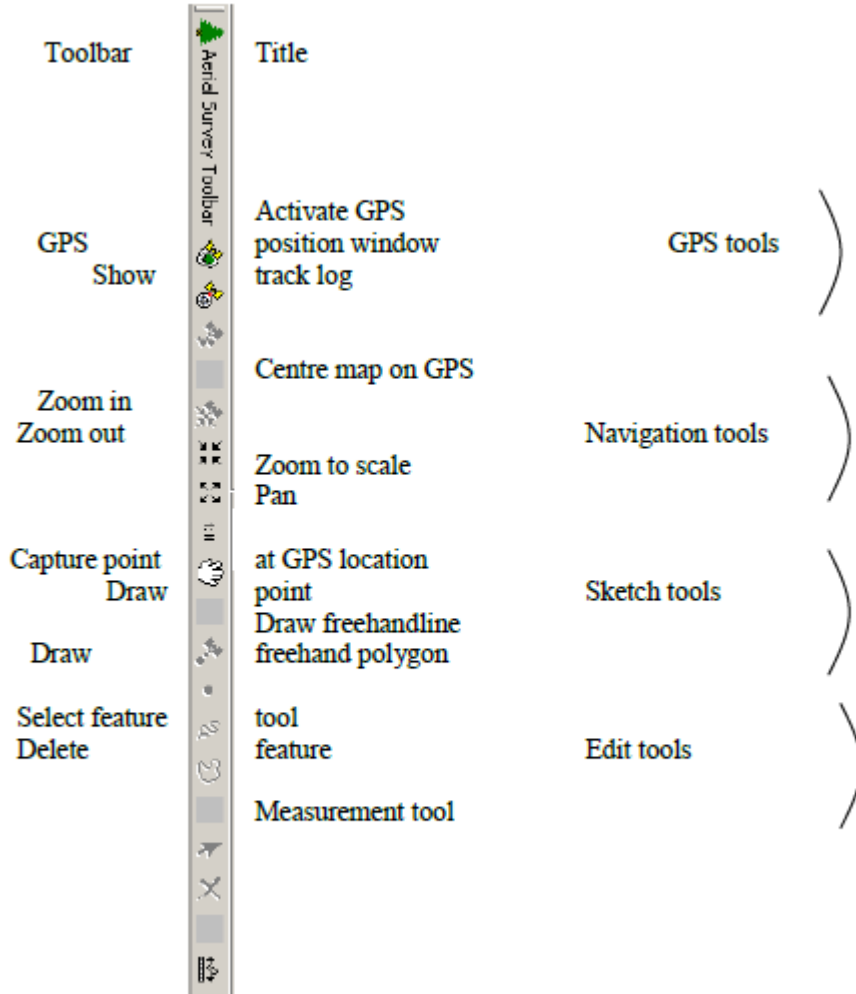 Toolbar Title
Aerial Survey Toolbar
Activate GPS
GPS position window GPS tools
Show track log
Centre map on GPS
Zoom in
Zoom out Navigation tools
Zoom to scale
Pan
Capture point at GPS location
Draw point Sketch tools
Draw freehandline
Draw freehand polygon
Select feature tool
Delete feature Edit tools
Measurement tool